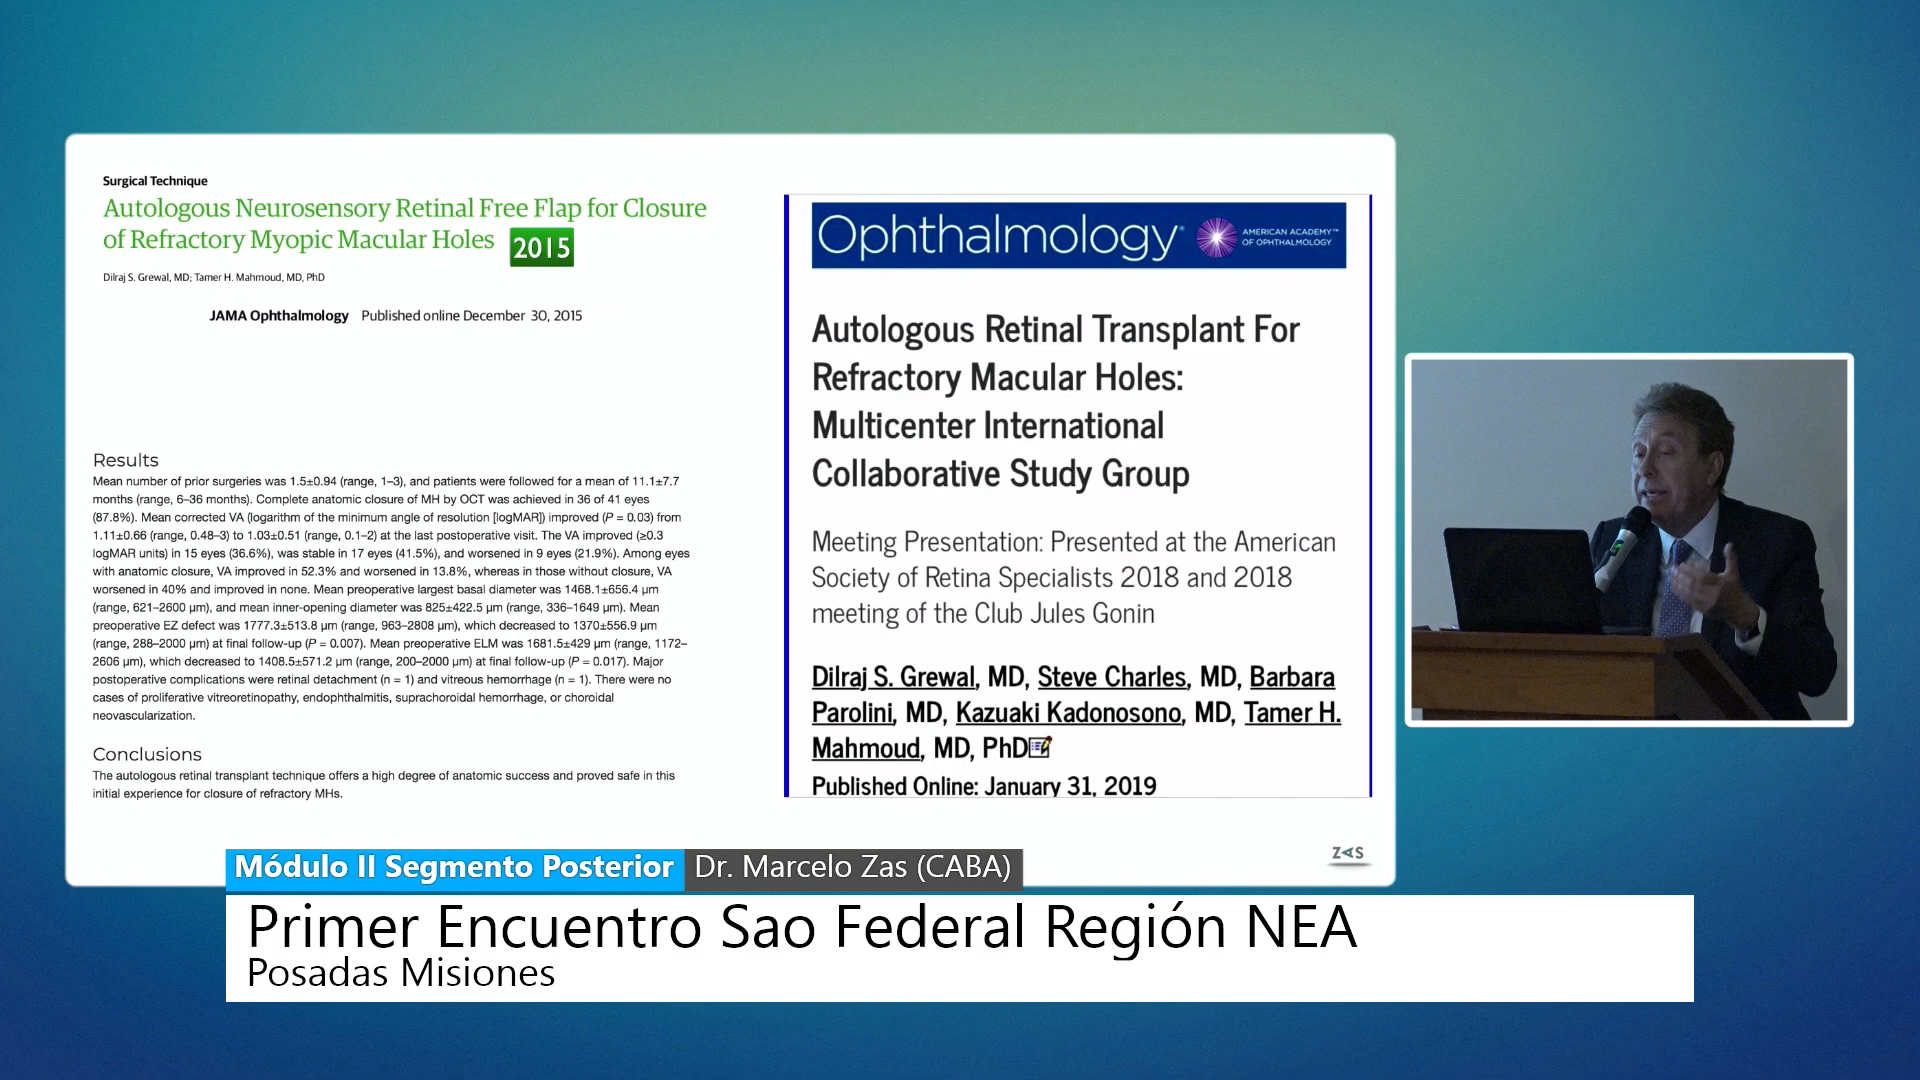 Surgical Technique
Autologous Neurosensory Retinal Free Flap for Closure
of Refractory Myopic Macular Holes
2015
Dilraj S. Grewal, MD; Tamer H. Mahmoud, MD, PhD
JAMA Ophthalmology Published online December 30, 2015
Results
Mean number of prior surgeries was 1.5±0.94 (range, 1–3), and patients were followed for a mean of 11.1±7.7
months (range, 6–36 months). Complete anatomic closure of MH by OCT was achieved in 36 of 41 eyes
(87.8%). Mean corrected VA (logarithm of the minimum angle of resolution [logMAR]) improved (P = 0.03) from
1.11±0.66 (range, 0.48–3) to 1.03±0.51 (range, 0.1–2) at the last postoperative visit. The VA improved (≥0.3
logMAR units) in 15 eyes (36.6%), was stable in 17 eyes (41.5%), and worsened in 9 eyes (21.9%). Among eyes
with anatomic closure, VA improved in 52.3% and worsened in 13.8%, whereas in those without closure, VA
worsened in 40% and improved in none. Mean preoperative largest basal diameter was 1468.1±656.4 μm
(range, 621–2600 μm), and mean inner-opening diameter was 825±422.5 μm (range, 336–1649 μm). Mean
preoperative EZ defect was 1777.3±513.8 μm (range, 963–2808 μm), which decreased to 1370±556.9 μm
(range, 288–2000 μm) at final follow-up (P = 0.007). Mean preoperative ELM was 1681.5±429 μm (range, 1172–
2606 μm), which decreased to 1408.5±571.2 μm (range, 200–2000 μm) at final follow-up (P = 0.017). Major
postoperative complications were retinal detachment (n = 1) and vitreous hemorrhage (n = 1). There were no
cases of proliferative vitreoretinopathy, endophthalmitis, suprachoroidal hemorrhage, or choroidal
neovascularization.
Conclusions
The autologous retinal transplant technique offers a high degree of anatomic success and proved safe in this
initial experience for closure of refractory MHs.
Ophthalmology®
AMERICAN ACADEMY™
OF OPHTHALMOLOGY
Autologous Retinal Transplant For
Refractory Macular Holes:
Multicenter International
Collaborative Study Group
Meeting Presentation: Presented at the American
Society of Retina Specialists 2018 and 2018
meeting of the Club Jules Gonin
Dilraj S. Grewal, MD, Steve Charles, MD, Barbara
Parolini, MD, Kazuaki Kadonosono, MD, Tamer H.
Mahmoud, MD, PhD
Published Online: January 31, 2019
ZAS
Módulo II Segmento Posterior Dr. Marcelo Zas (CABA)
Primer Encuentro Sao Federal Región NEA
Posadas Misiones